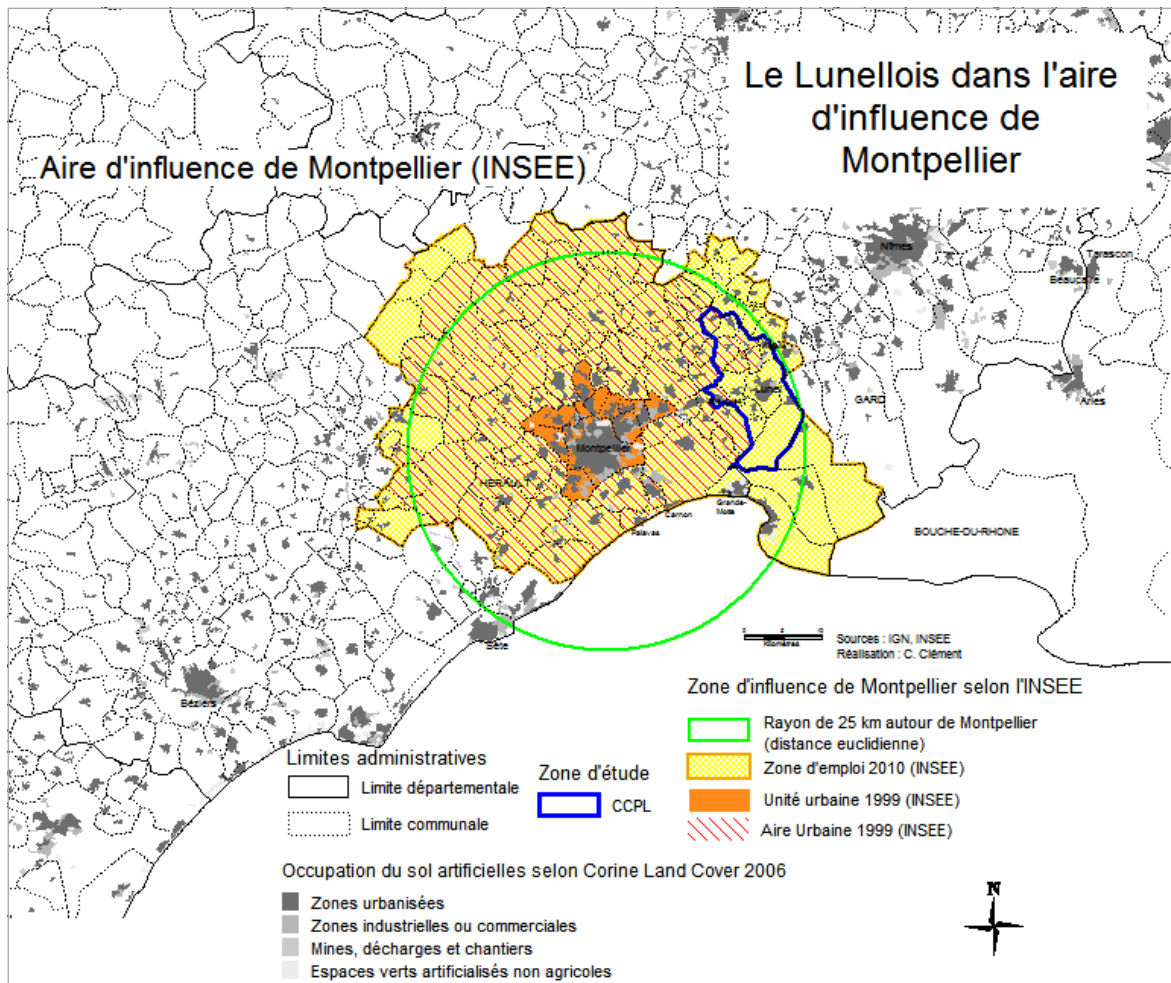 Le Lunellois dans l'aire
d'influence de
Montpellier
Aire d'influence de Montpellier (INSEE)
Nîmes
Tarascon
Beaucaire
Arles
GARD
Lunel
Montpellier
HERAULT
Grande-
Motte
Carnon
Palavas
BOUCHE-DU-RHONE
Sète
Béziers
Kilomètres
Sources : IGN, INSEE
Réalisation : C. Clément
Zone d'influence de Montpellier selon l'INSEE
Rayon de 25 km autour de Montpellier
(distance euclidienne)
Zone d'emploi 2010 (INSEE)
Unité urbaine 1999 (INSEE)
Aire Urbaine 1999 (INSEE)
Limites administratives
Limite départementale
Limite communale
Zone d'étude
CCPL
Occupation du sol artificielles selon Corine Land Cover 2006
Zones urbanisées
Zones industrielles ou commerciales
Mines, décharges et chantiers
Espaces verts artificialisés non agricoles
N